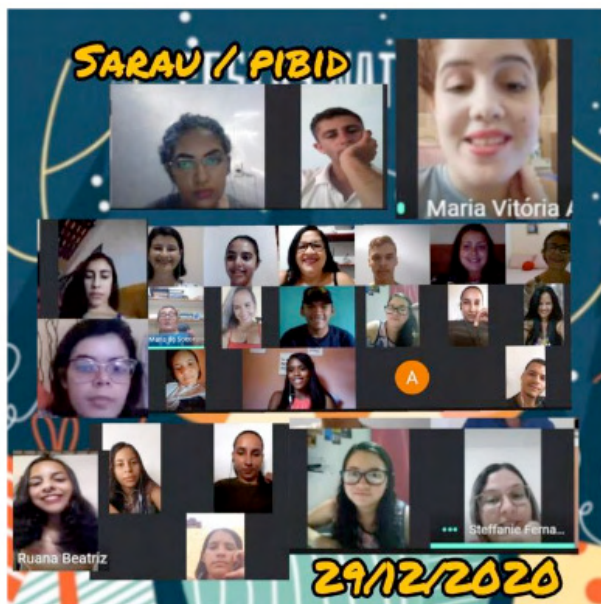 SARAU / PIBID
Maria Vitória A
A
Ruana Beatriz
Steffanie Ferna...
29/12/2020